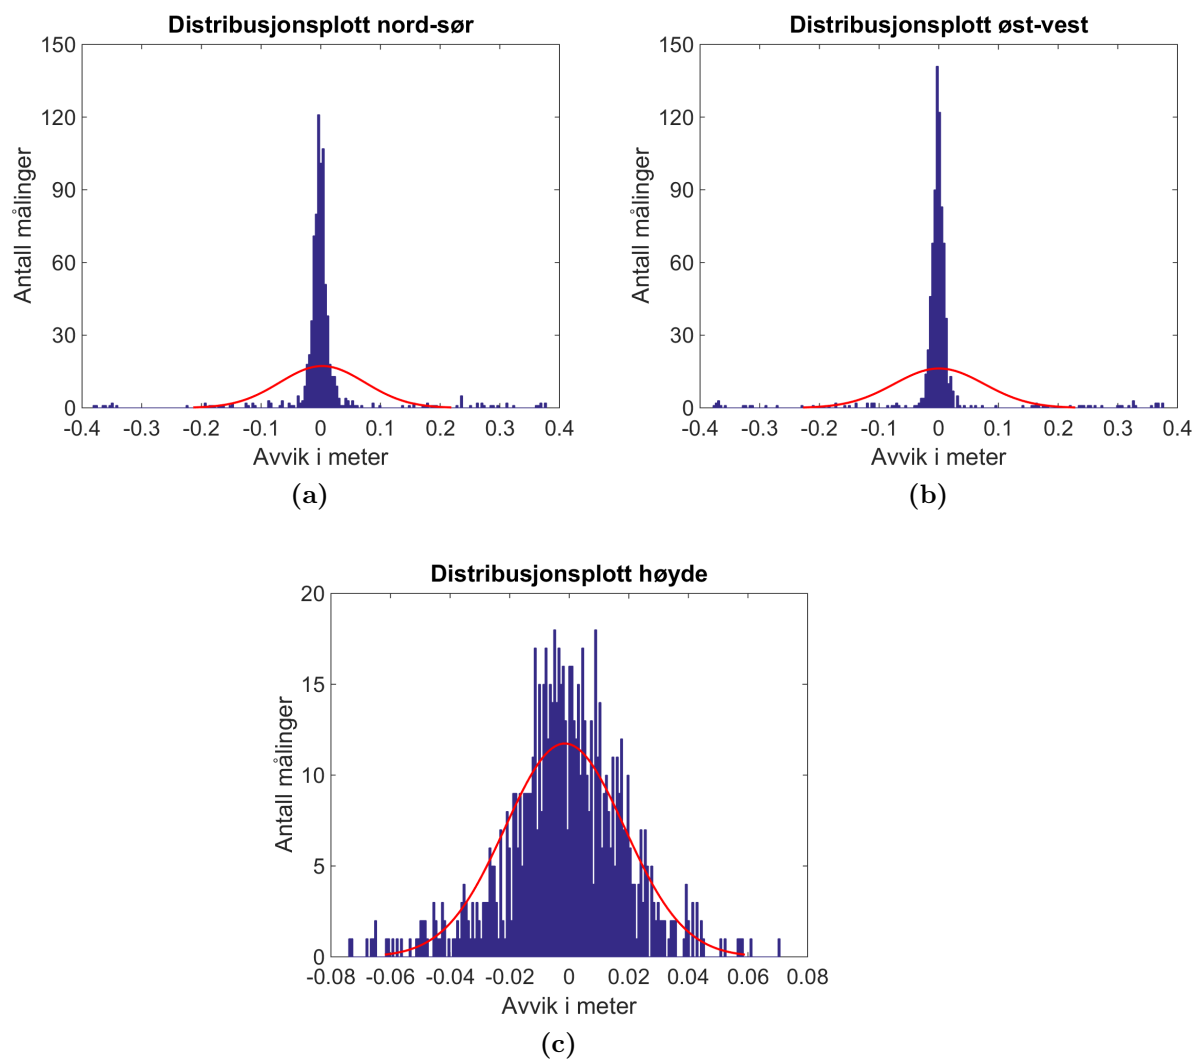 Distribusjonsplott nord-sør
Antall målinger
150
120
90
60
30
0
-0.4 -0.3 -0.2 -0.1 0 0.1 0.2 0.3 0.4
Avvik i meter
(a)
Distribusjonsplott øst-vest
Antall målinger
150
120
90
60
30
0
-0.4 -0.3 -0.2 -0.1 0 0.1 0.2 0.3 0.4
Avvik i meter
(b)
Distribusjonsplott høyde
Antall målinger
20
15
10
5
0
-0.08 -0.06 -0.04 -0.02 0 0.02 0.04 0.06 0.08
Avvik i meter
(c)